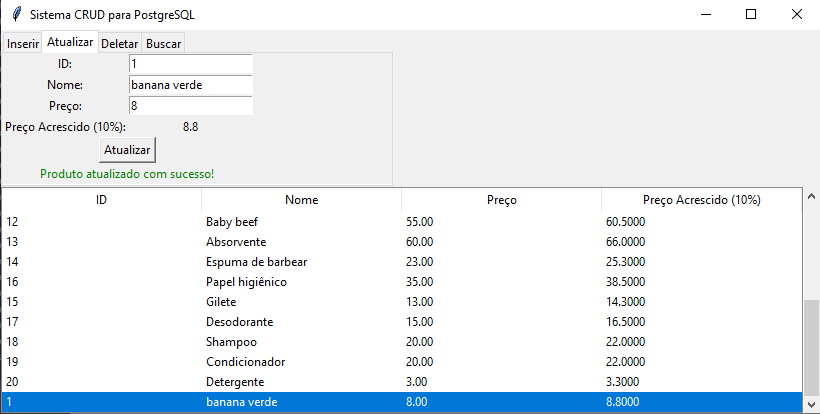 Sistema CRUD para PostgreSQL
Inserir Atualizar Deletar Buscar
ID: 1
Nome: banana verde
Preço: 8
Preço Acrescido (10%): 8.8
Atualizar
Produto atualizado com sucesso!
ID Nome Preço Preço Acrescido (10%)
12 Baby beef 55.00 60.5000
13 Absorvente 60.00 66.0000
14 Espuma de barbear 23.00 25.3000
16 Papel higiênico 35.00 38.5000
15 Gilete 13.00 14.3000
17 Desodorante 15.00 16.5000
18 Shampoo 20.00 22.0000
19 Condicionador 20.00 22.0000
20 Detergente 3.00 3.3000
1 banana verde 8.00 8.8000